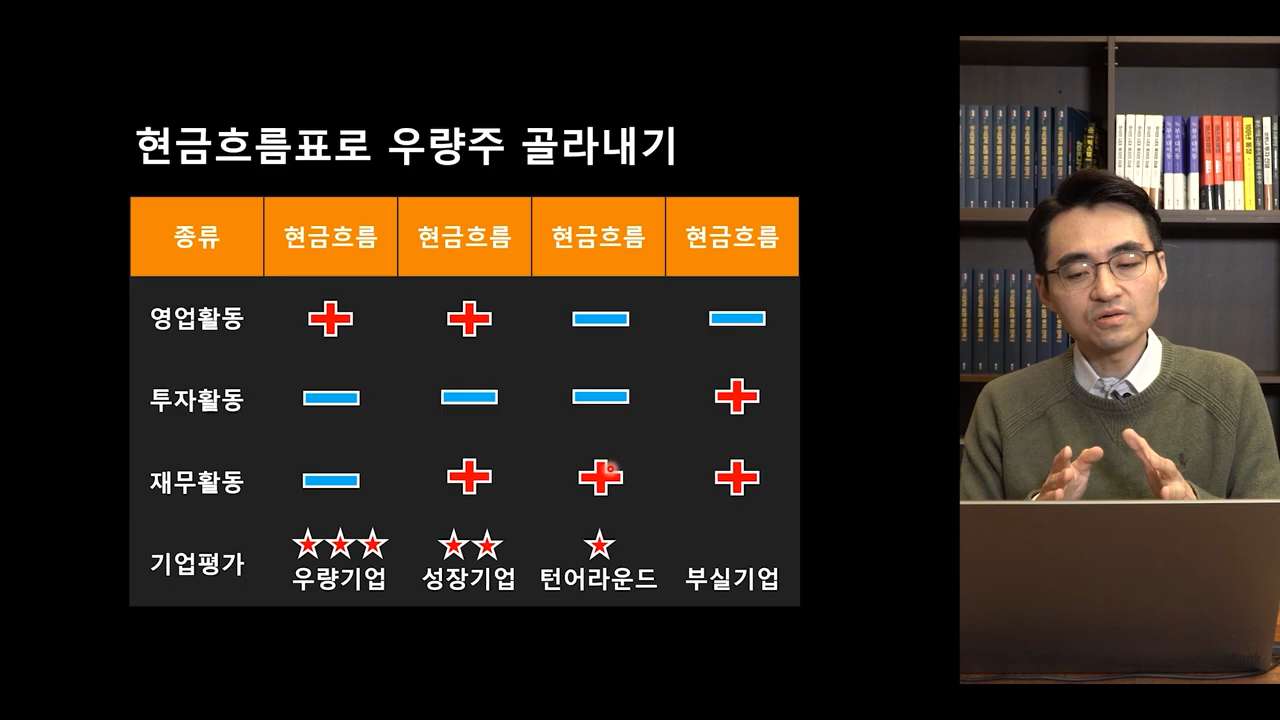 현금흐름표로 우량주 골라내기
종류 현금흐름 현금흐름 현금흐름 현금흐름
영업활동
투자활동
재무활동
기업평가 우량기업 성장기업 턴어라운드 부실기업